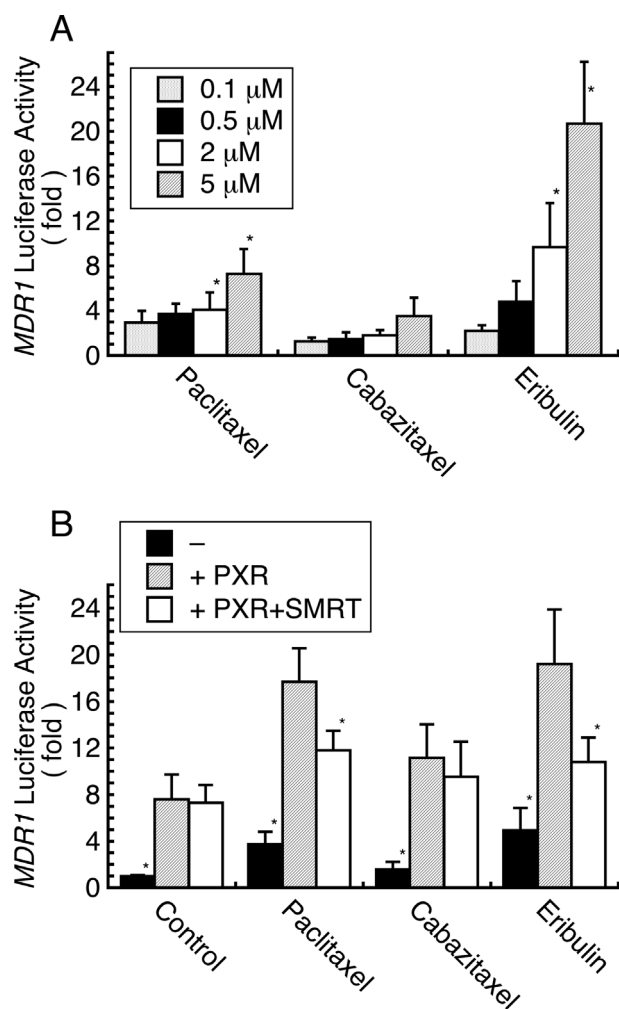 A
MDR1 Luciferase Activity
( fold )
24
20
16
12
8
4
0
0.1 μM
0.5 μM
2 μM
5 μM
*
*
*
*
Paclitaxel
Cabazitaxel
Eribulin
B
MDR1 Luciferase Activity
( fold )
24
20
16
12
8
4
0
–
+ PXR
+ PXR+SMRT
*
*
*
*
*
*
Control
Paclitaxel
Cabazitaxel
Eribulin